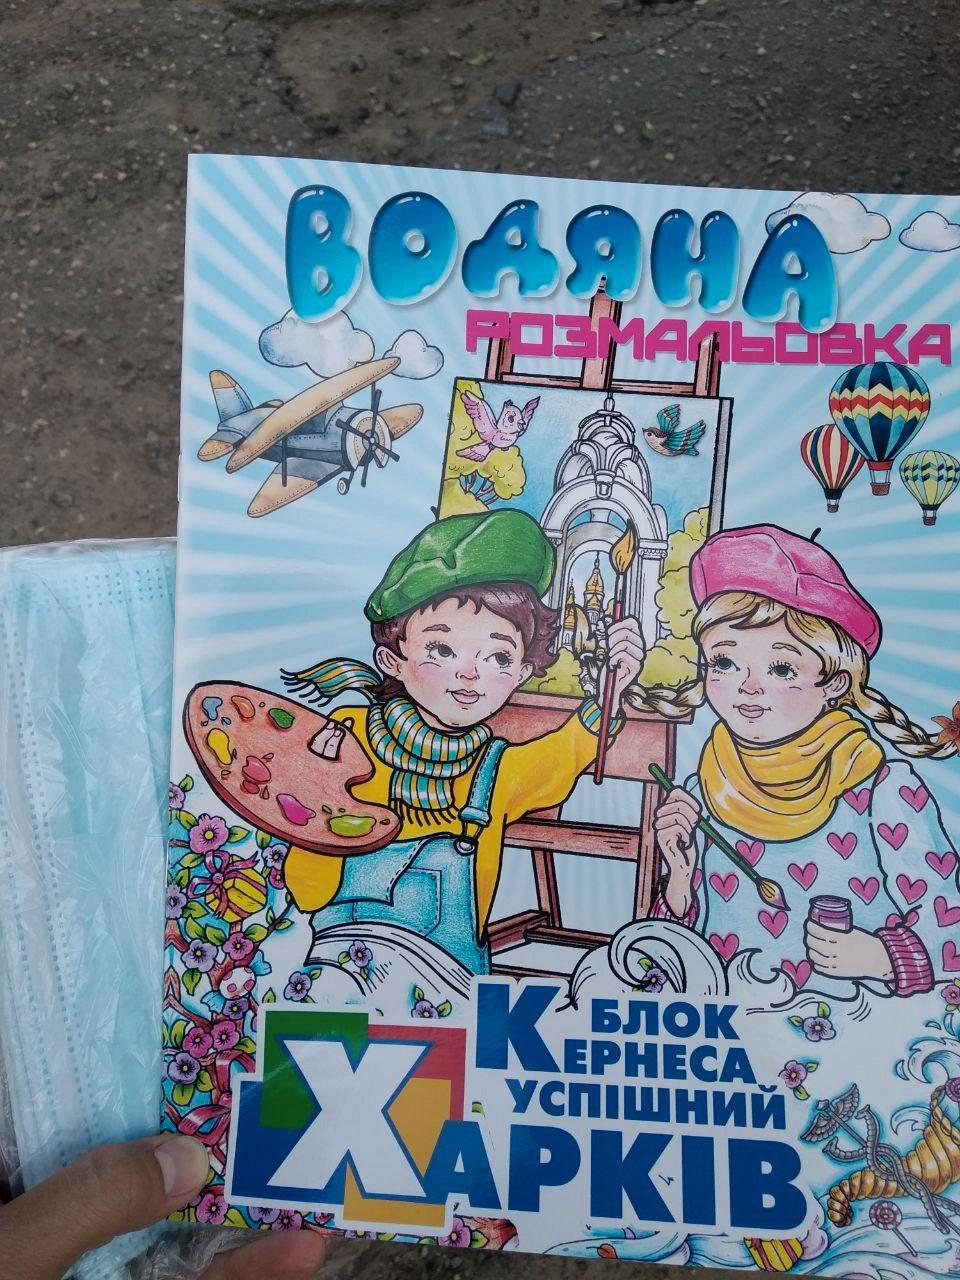 ВОДЯНА
РОЗМАЛЬОВКА
БЛОК
КЕРНЕСА
УСПІШНИЙ
ХАРКІВ